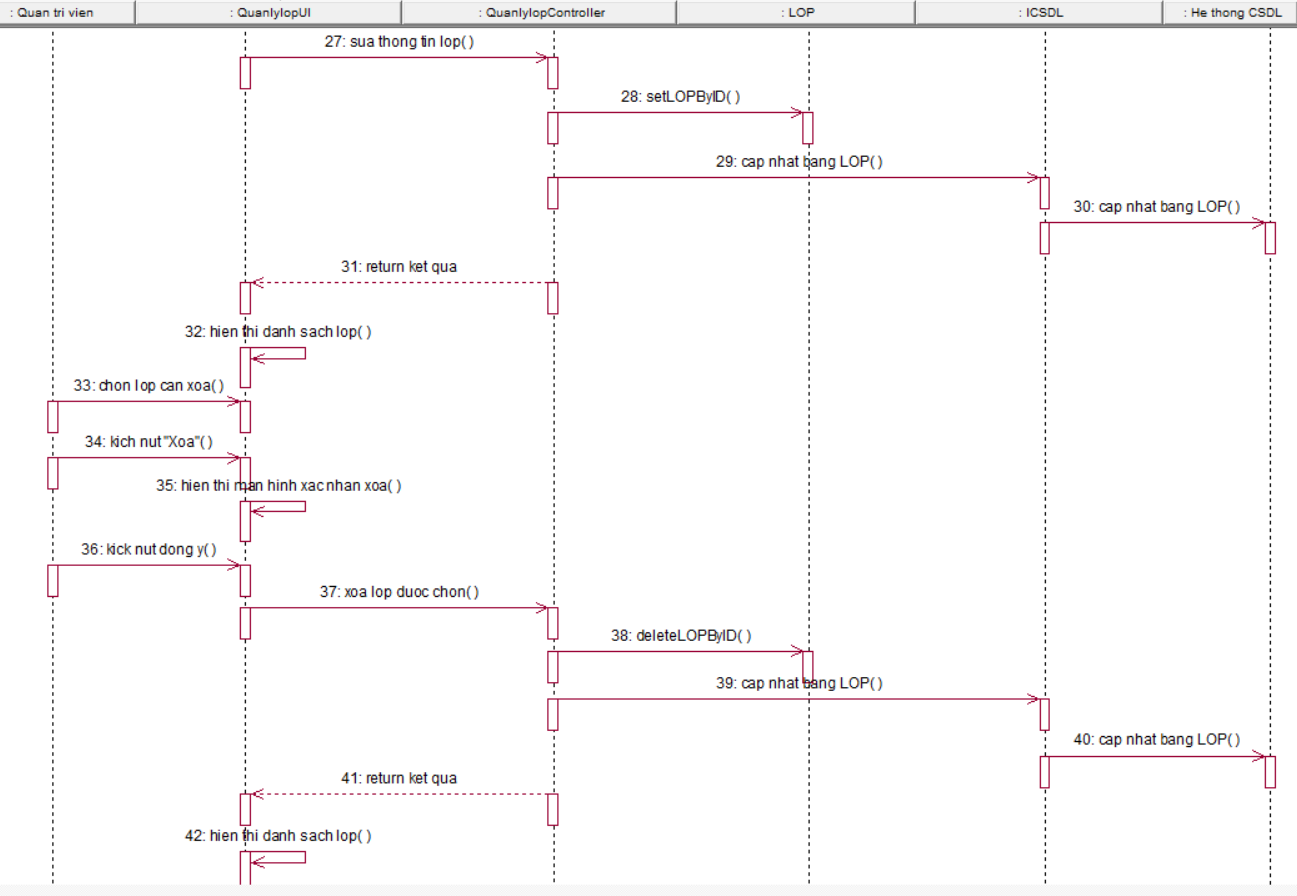 : Quan tri vien
: QuanlylopUI
: QuanlylopController
: LOP
: ICSDL
: He thong CSDL
27: sua thong tin lop( )
28: setLOPByID( )
29: cap nhat bang LOP( )
30: cap nhat bang LOP( )
31: return ket qua
32: hien thi danh sach lop( )
33: chon lop can xoa( )
34: kich nut "Xoa"( )
35: hien thi man hinh xac nhan xoa( )
36: kick nut dong y( )
37: xoa lop duoc chon( )
38: deleteLOPByID( )
39: cap nhat bang LOP( )
40: cap nhat bang LOP( )
41: return ket qua
42: hien thi danh sach lop( )